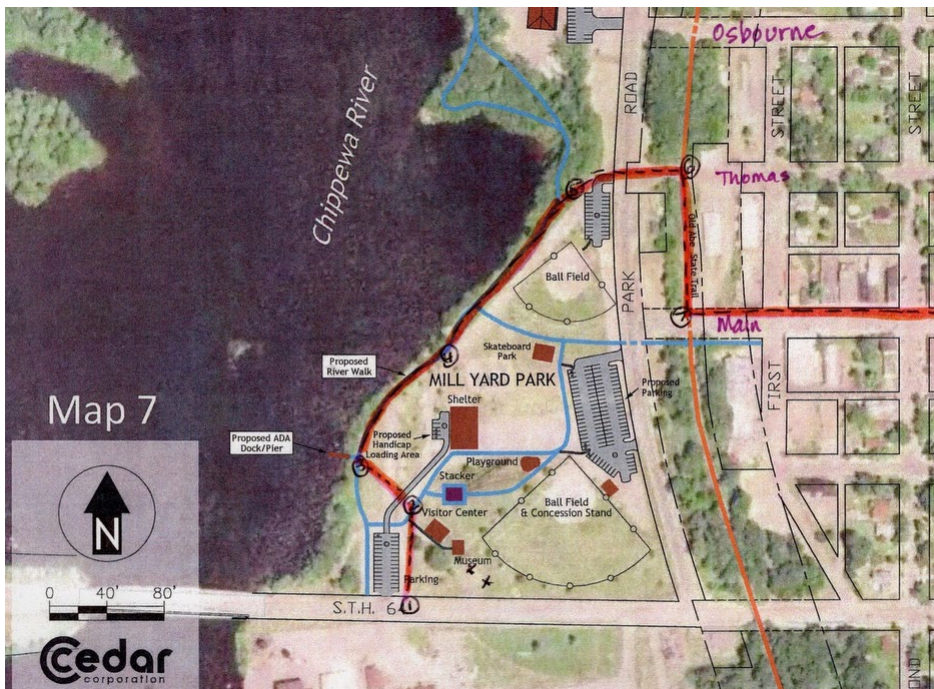 Osbourne
ROAD
STREET
STREET
Chippewa River
Thomas
Old Abe State Trail
Ball Field
PARK
Main
Skateboard
Park
Proposed
River Walk
MILL YARD PARK
Proposed
Parking
FIRST
Map 7
Shelter
Proposed ADA
Dock/Pier
Proposed
Handicap
Loading Area
Playground
Stacker
Ball Field
& Concession Stand
Visitor Center
N
Museum
Parking
0 40' 80'
S.T.H. 64
1
Cedar
corporation
OND